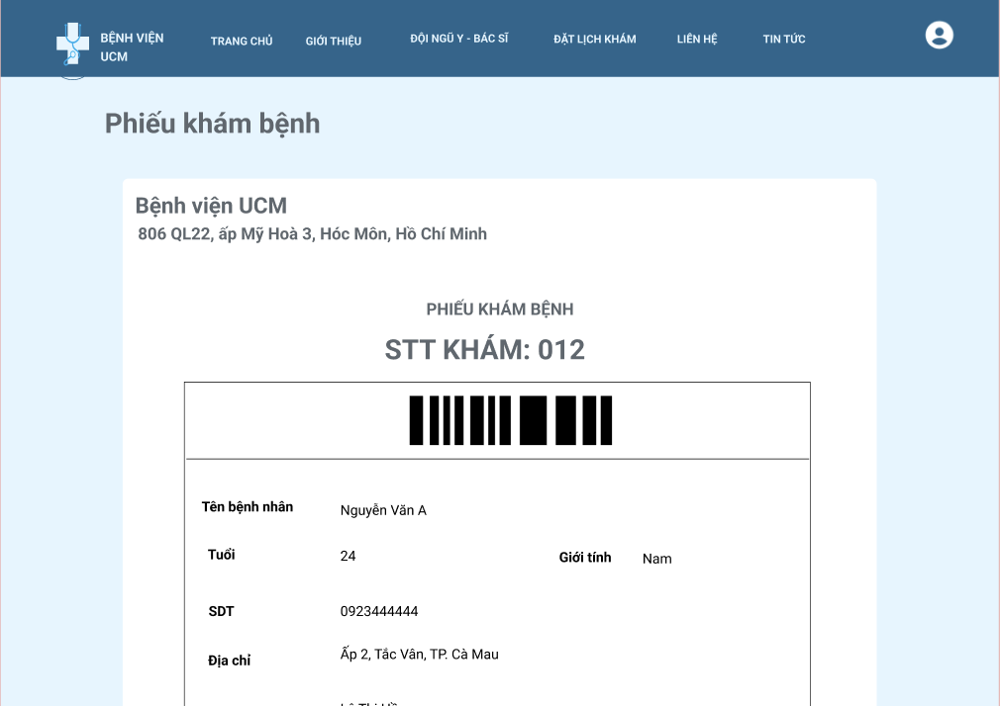 BỆNH VIỆN
UCM
TRANG CHỦ
GIỚI THIỆU
ĐỘI NGŨ Y - BÁC SĨ
ĐẶT LỊCH KHÁM
LIÊN HỆ
TIN TỨC
Phiếu khám bệnh
Bệnh viện UCM
806 QL22, ấp Mỹ Hoà 3, Hóc Môn, Hồ Chí Minh
PHIẾU KHÁM BỆNH
STT KHÁM: 012
Tên bệnh nhân Nguyễn Văn A
Tuổi 24 Giới tính Nam
SDT 0923444444
Địa chỉ Ấp 2, Tắc Vân, TP. Cà Mau